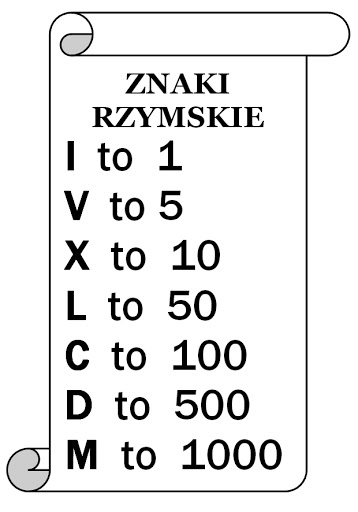 ZNAKI
RZYMSKIE
I to 1
V to 5
X to 10
L to 50
C to 100
D to 500
M to 1000